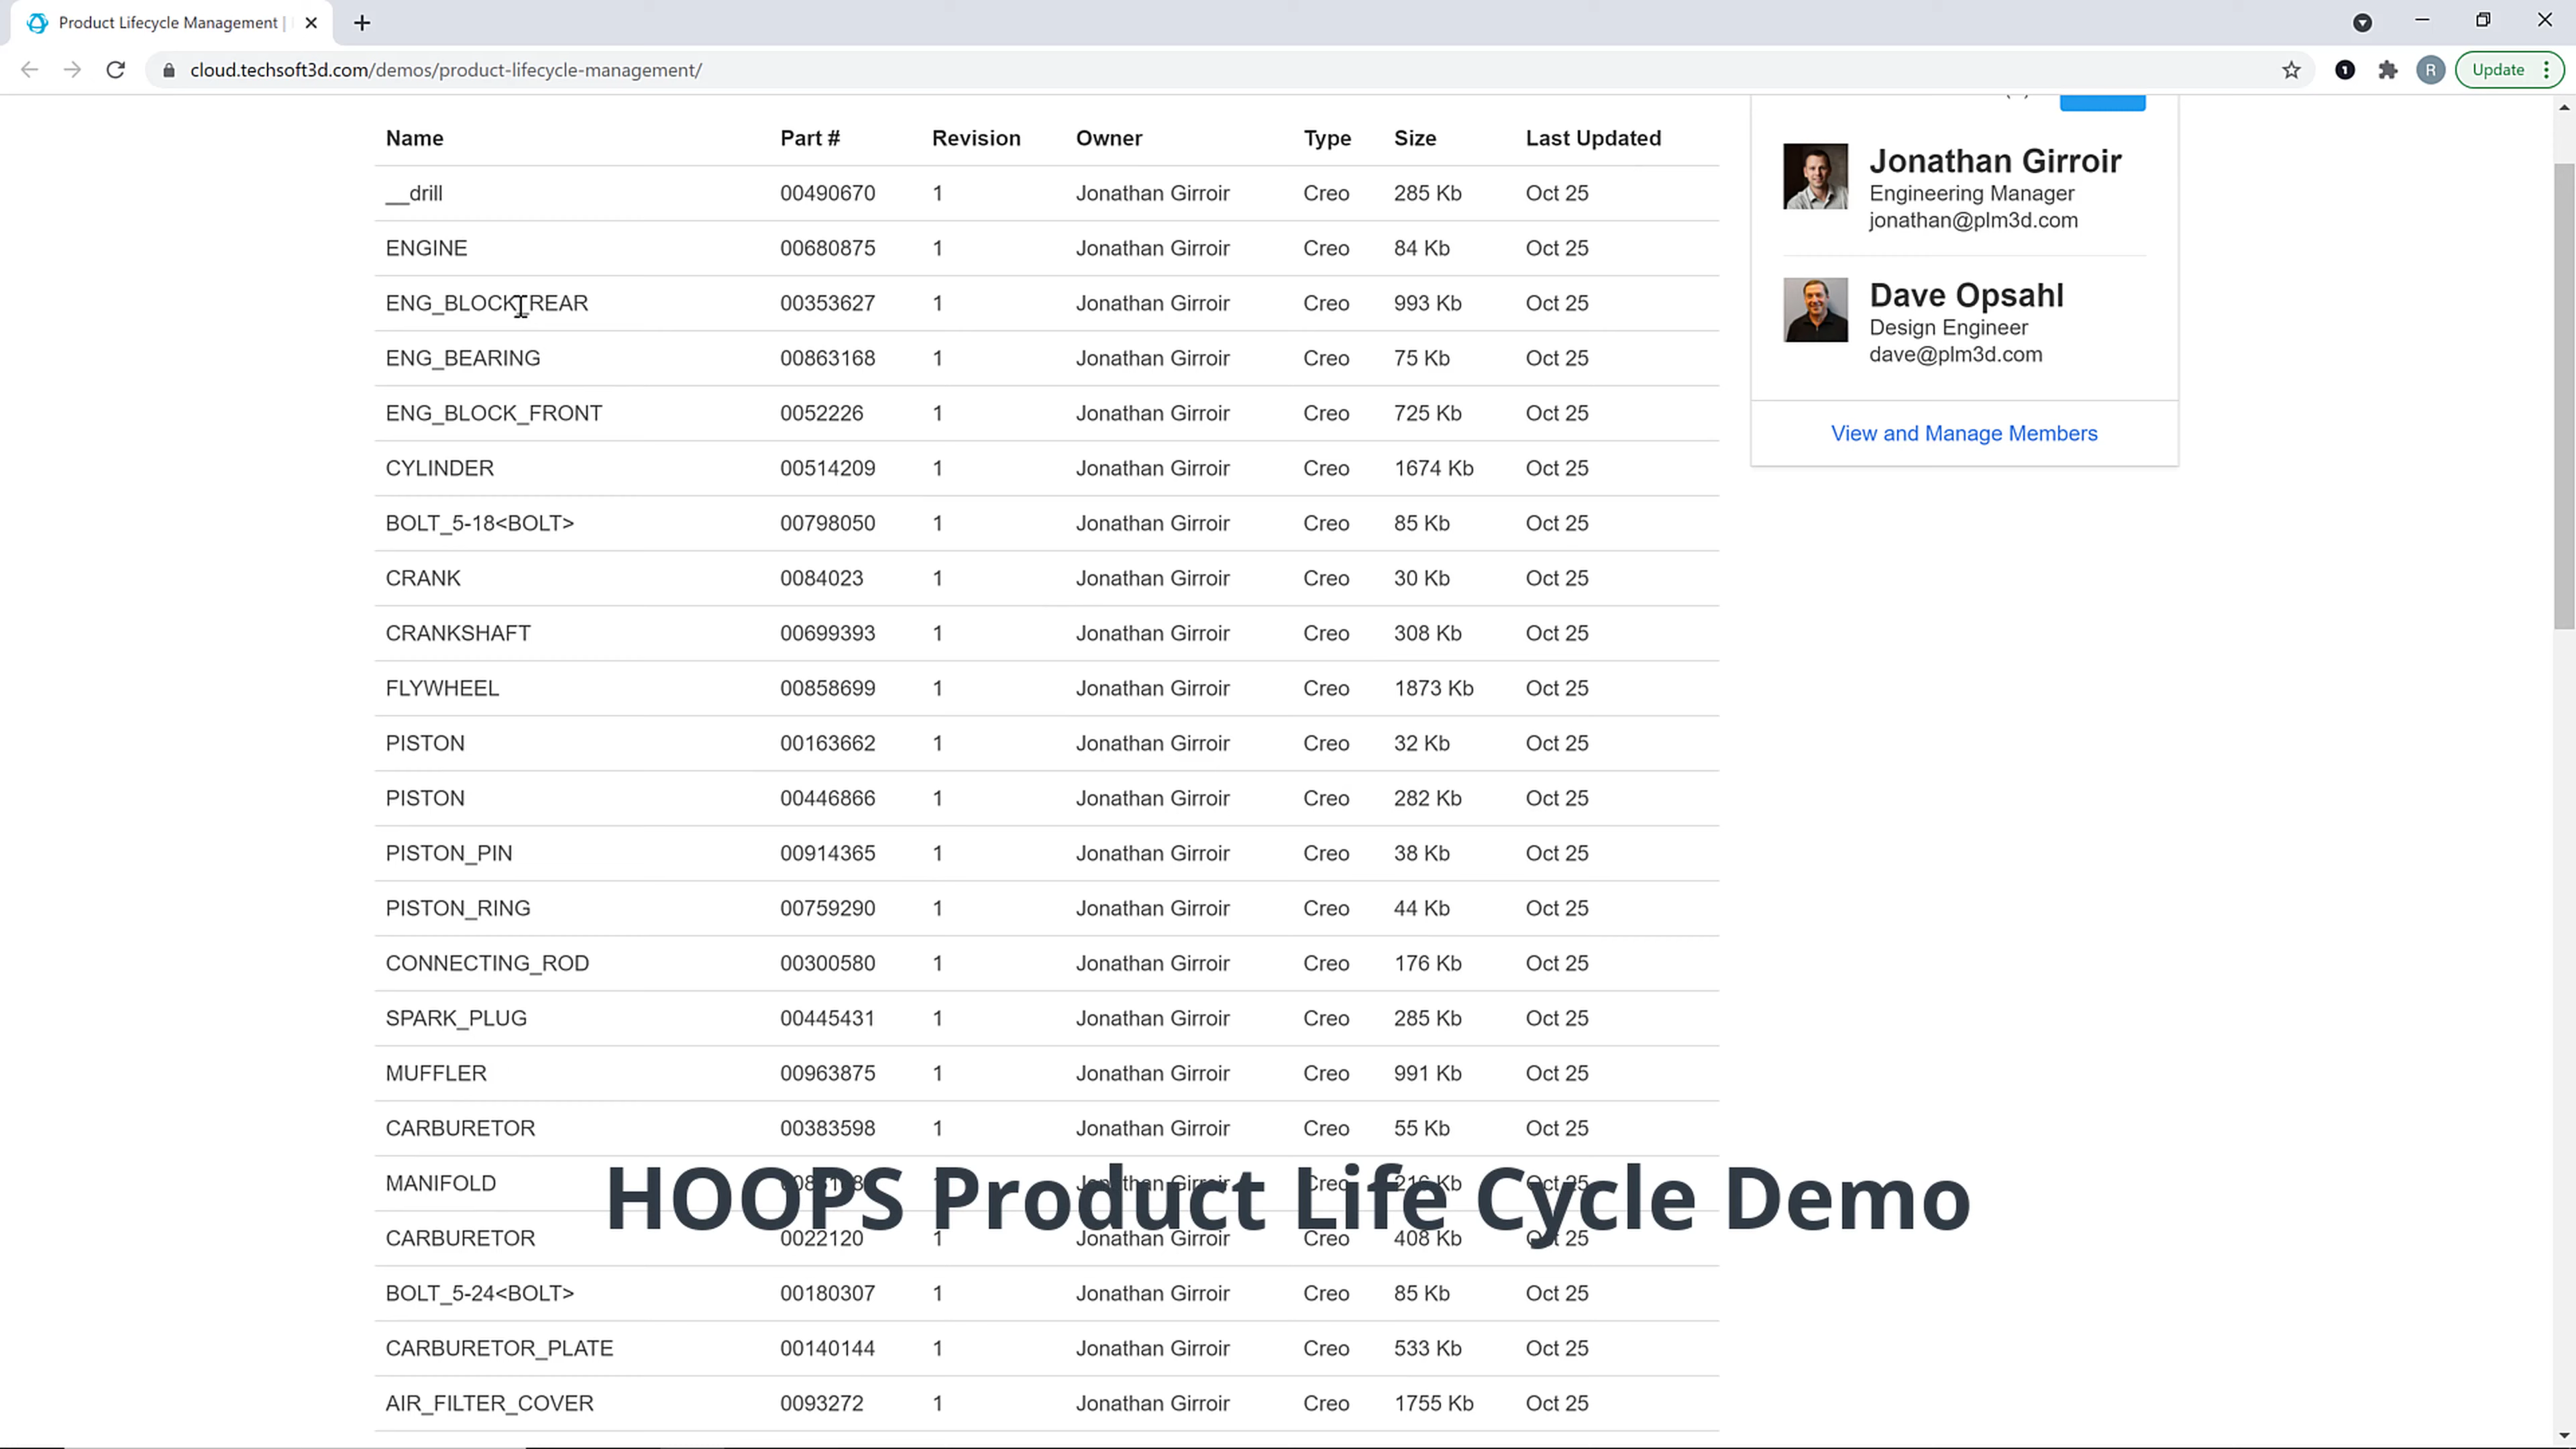 Product Lifecycle Management |
cloud.techsoft3d.com/demos/product-lifecycle-management/
R
Update
Name Part # Revision Owner Type Size Last Updated
__drill 00490670 1 Jonathan Girroir Creo 285 Kb Oct 25
ENGINE 00680875 1 Jonathan Girroir Creo 84 Kb Oct 25
ENG_BLOCK_REAR 00353627 1 Jonathan Girroir Creo 993 Kb Oct 25
ENG_BEARING 00863168 1 Jonathan Girroir Creo 75 Kb Oct 25
ENG_BLOCK_FRONT 0052226 1 Jonathan Girroir Creo 725 Kb Oct 25
CYLINDER 00514209 1 Jonathan Girroir Creo 1674 Kb Oct 25
BOLT_5-18<BOLT> 00798050 1 Jonathan Girroir Creo 85 Kb Oct 25
CRANK 0084023 1 Jonathan Girroir Creo 30 Kb Oct 25
CRANKSHAFT 00699393 1 Jonathan Girroir Creo 308 Kb Oct 25
FLYWHEEL 00858699 1 Jonathan Girroir Creo 1873 Kb Oct 25
PISTON 00163662 1 Jonathan Girroir Creo 32 Kb Oct 25
PISTON 00446866 1 Jonathan Girroir Creo 282 Kb Oct 25
PISTON_PIN 00914365 1 Jonathan Girroir Creo 38 Kb Oct 25
PISTON_RING 00759290 1 Jonathan Girroir Creo 44 Kb Oct 25
CONNECTING_ROD 00300580 1 Jonathan Girroir Creo 176 Kb Oct 25
SPARK_PLUG 00445431 1 Jonathan Girroir Creo 285 Kb Oct 25
MUFFLER 00963875 1 Jonathan Girroir Creo 991 Kb Oct 25
CARBURETOR 00383598 1 Jonathan Girroir Creo 55 Kb Oct 25
MANIFOLD Jonathan Girroir Creo 216 Kb Oct 25
CARBURETOR 0022120 1 Jonathan Girroir Creo 408 Kb Oct 25
BOLT_5-24<BOLT> 00180307 1 Jonathan Girroir Creo 85 Kb Oct 25
CARBURETOR_PLATE 00140144 1 Jonathan Girroir Creo 533 Kb Oct 25
AIR_FILTER_COVER 0093272 1 Jonathan Girroir Creo 1755 Kb Oct 25
Jonathan Girroir
Engineering Manager
jonathan@plm3d.com
Dave Opsahl
Design Engineer
dave@plm3d.com
View and Manage Members
HOOPS Product Life Cycle Demo